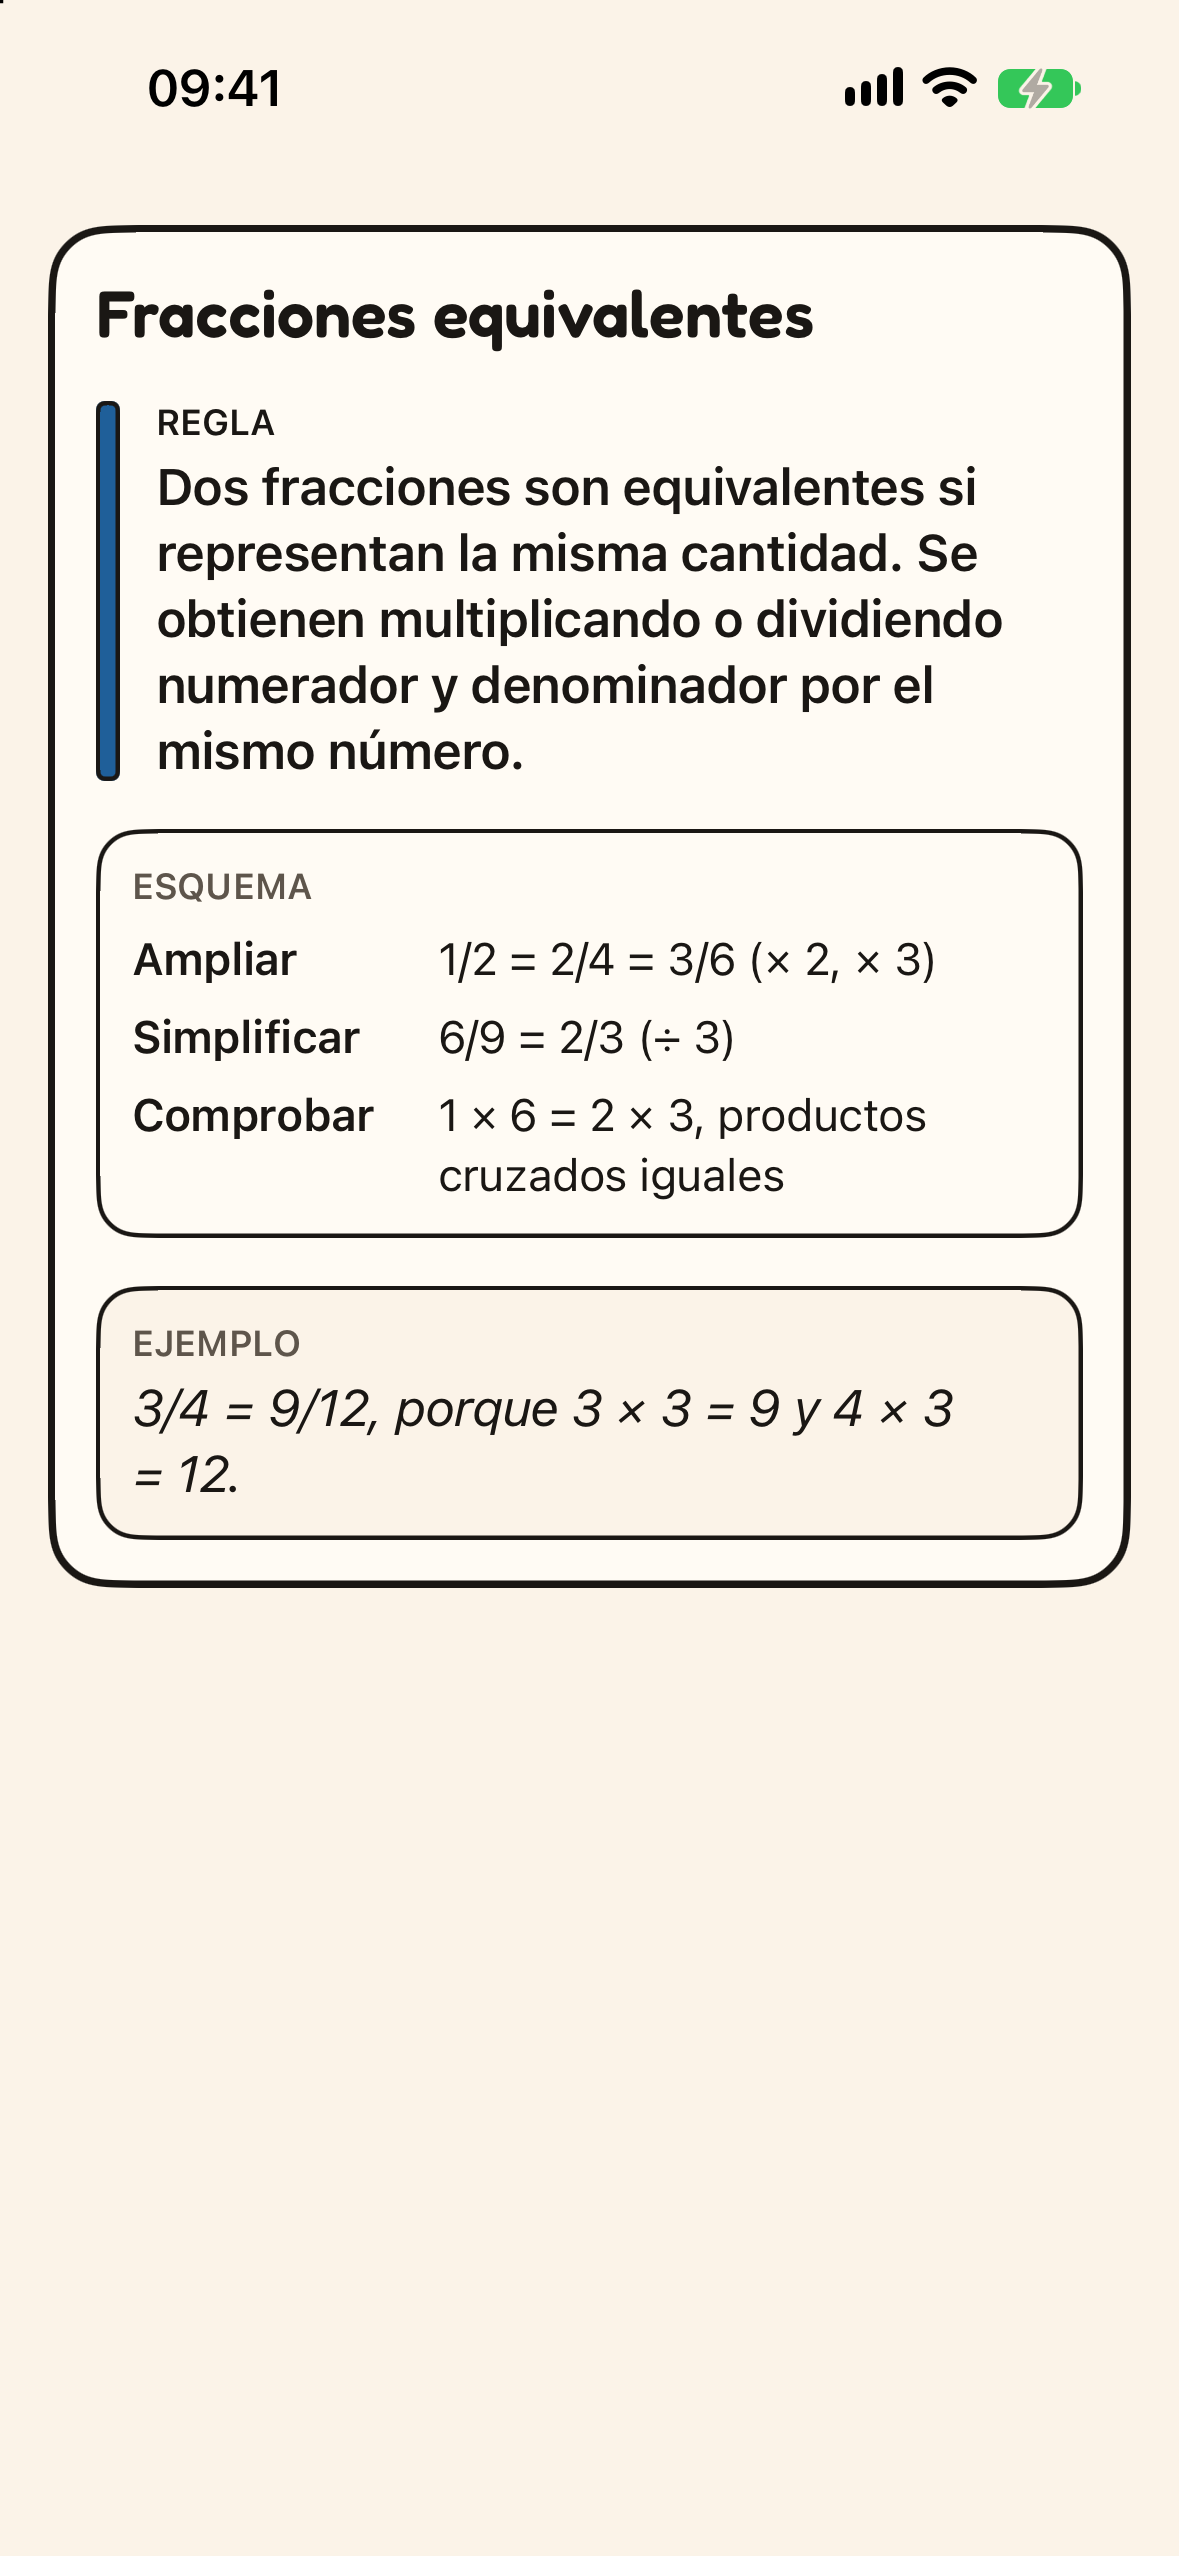 09:41
Fracciones equivalentes
REGLA
Dos fracciones son equivalentes si
representan la misma cantidad. Se
obtienen multiplicando o dividiendo
numerador y denominador por el
mismo número.
ESQUEMA
Ampliar 1/2 = 2/4 = 3/6 (× 2, × 3)
Simplificar 6/9 = 2/3 (÷ 3)
Comprobar 1 × 6 = 2 × 3, productos
cruzados iguales
EJEMPLO
3/4 = 9/12, porque 3 × 3 = 9 y 4 × 3
= 12.